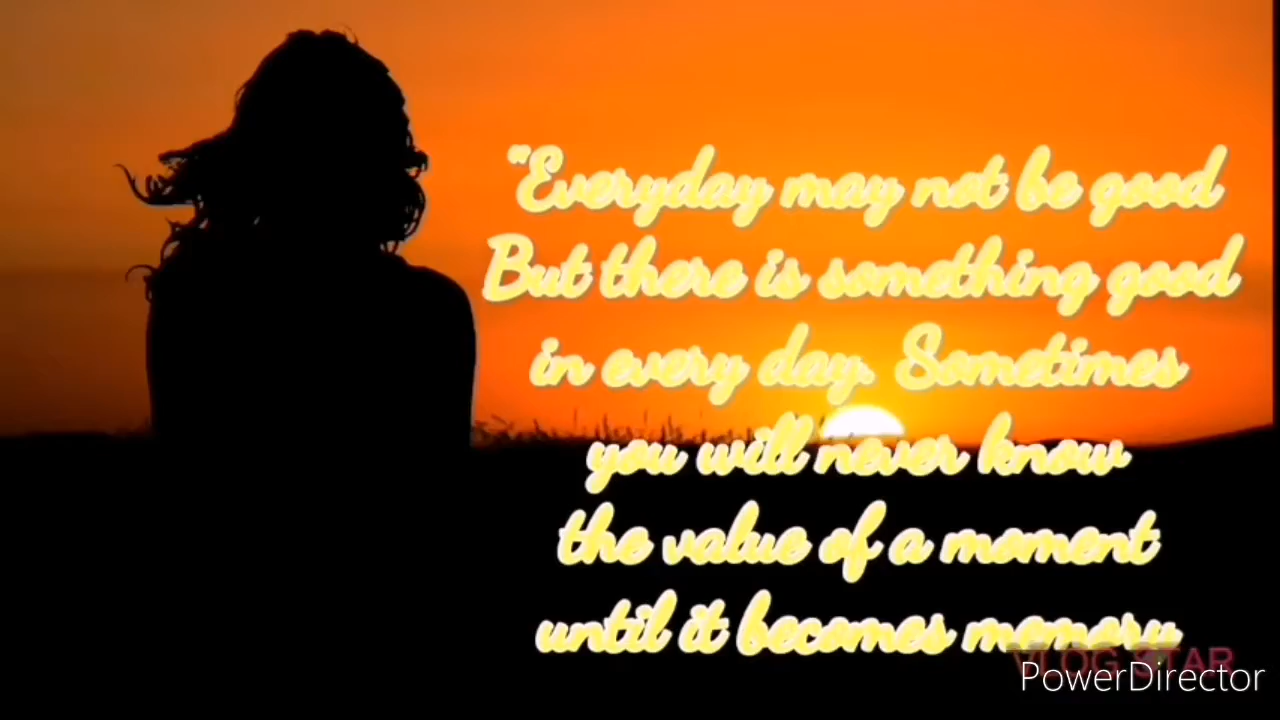 "Everyday may not be good
But there is something good
in every day. Sometimes
you will never know
the value of a moment
until it becomes memory
VLOG STAR
PowerDirector